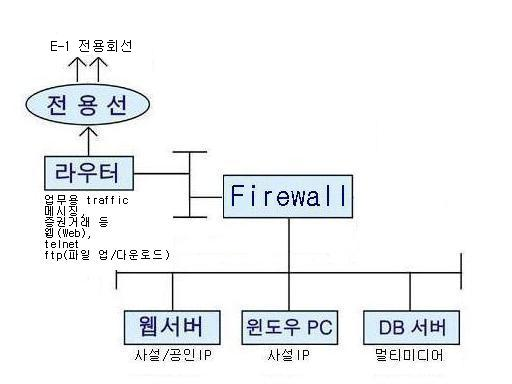 E-1 전용회선
전 용 선
라우터
Firewall
업무용 traffic
메시징,
증권거래 등
웹(Web),
telnet
ftp(파일 업/다운로드)
웹서버
윈도우 PC
DB 서버
사설/공인IP
사설IP
멀티미디어